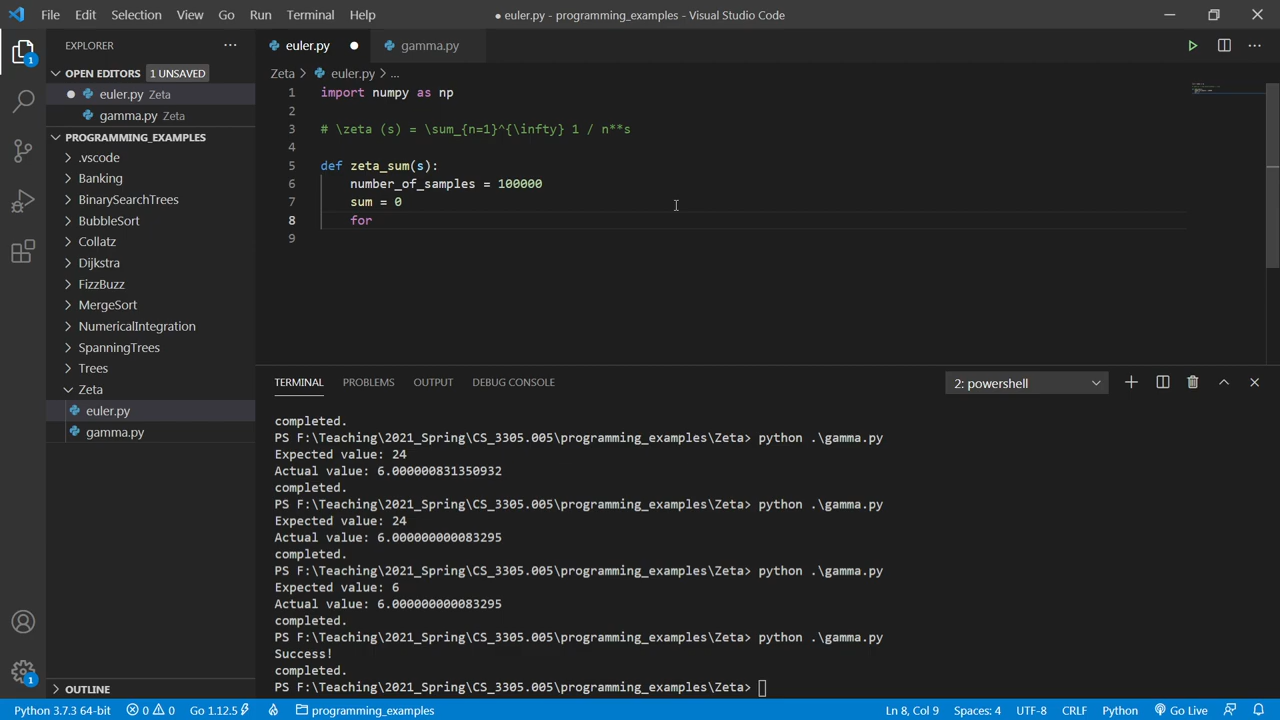 File Edit Selection View Go Run Terminal Help
● euler.py - programming_examples - Visual Studio Code
EXPLORER
OPEN EDITORS 1 UNSAVED
euler.py Zeta
gamma.py Zeta
PROGRAMMING_EXAMPLES
.vscode
Banking
BinarySearchTrees
BubbleSort
Collatz
Dijkstra
FizzBuzz
MergeSort
NumericalIntegration
SpanningTrees
Trees
Zeta
euler.py
gamma.py
OUTLINE
1
1
euler.py gamma.py
Zeta > euler.py > ...
1 import numpy as np
2
3 # \zeta (s) = \sum_{n=1}^{\infty} 1 / n**s
4
5 def zeta_sum(s):
6 number_of_samples = 100000
7 sum = 0
8 for
9
TERMINAL PROBLEMS OUTPUT DEBUG CONSOLE 2: powershell
completed.
PS F:\Teaching\2021_Spring\CS_3305.005\programming_examples\Zeta> python .\gamma.py
Expected value: 24
Actual value: 6.000000831350932
completed.
PS F:\Teaching\2021_Spring\CS_3305.005\programming_examples\Zeta> python .\gamma.py
Expected value: 24
Actual value: 6.000000000083295
completed.
PS F:\Teaching\2021_Spring\CS_3305.005\programming_examples\Zeta> python .\gamma.py
Expected value: 6
Actual value: 6.000000000083295
completed.
PS F:\Teaching\2021_Spring\CS_3305.005\programming_examples\Zeta> python .\gamma.py
Success!
completed.
PS F:\Teaching\2021_Spring\CS_3305.005\programming_examples\Zeta>
Python 3.7.3 64-bit 0 0 Go 1.12.5 programming_examples Ln 8, Col 9 Spaces: 4 UTF-8 CRLF Python Go Live